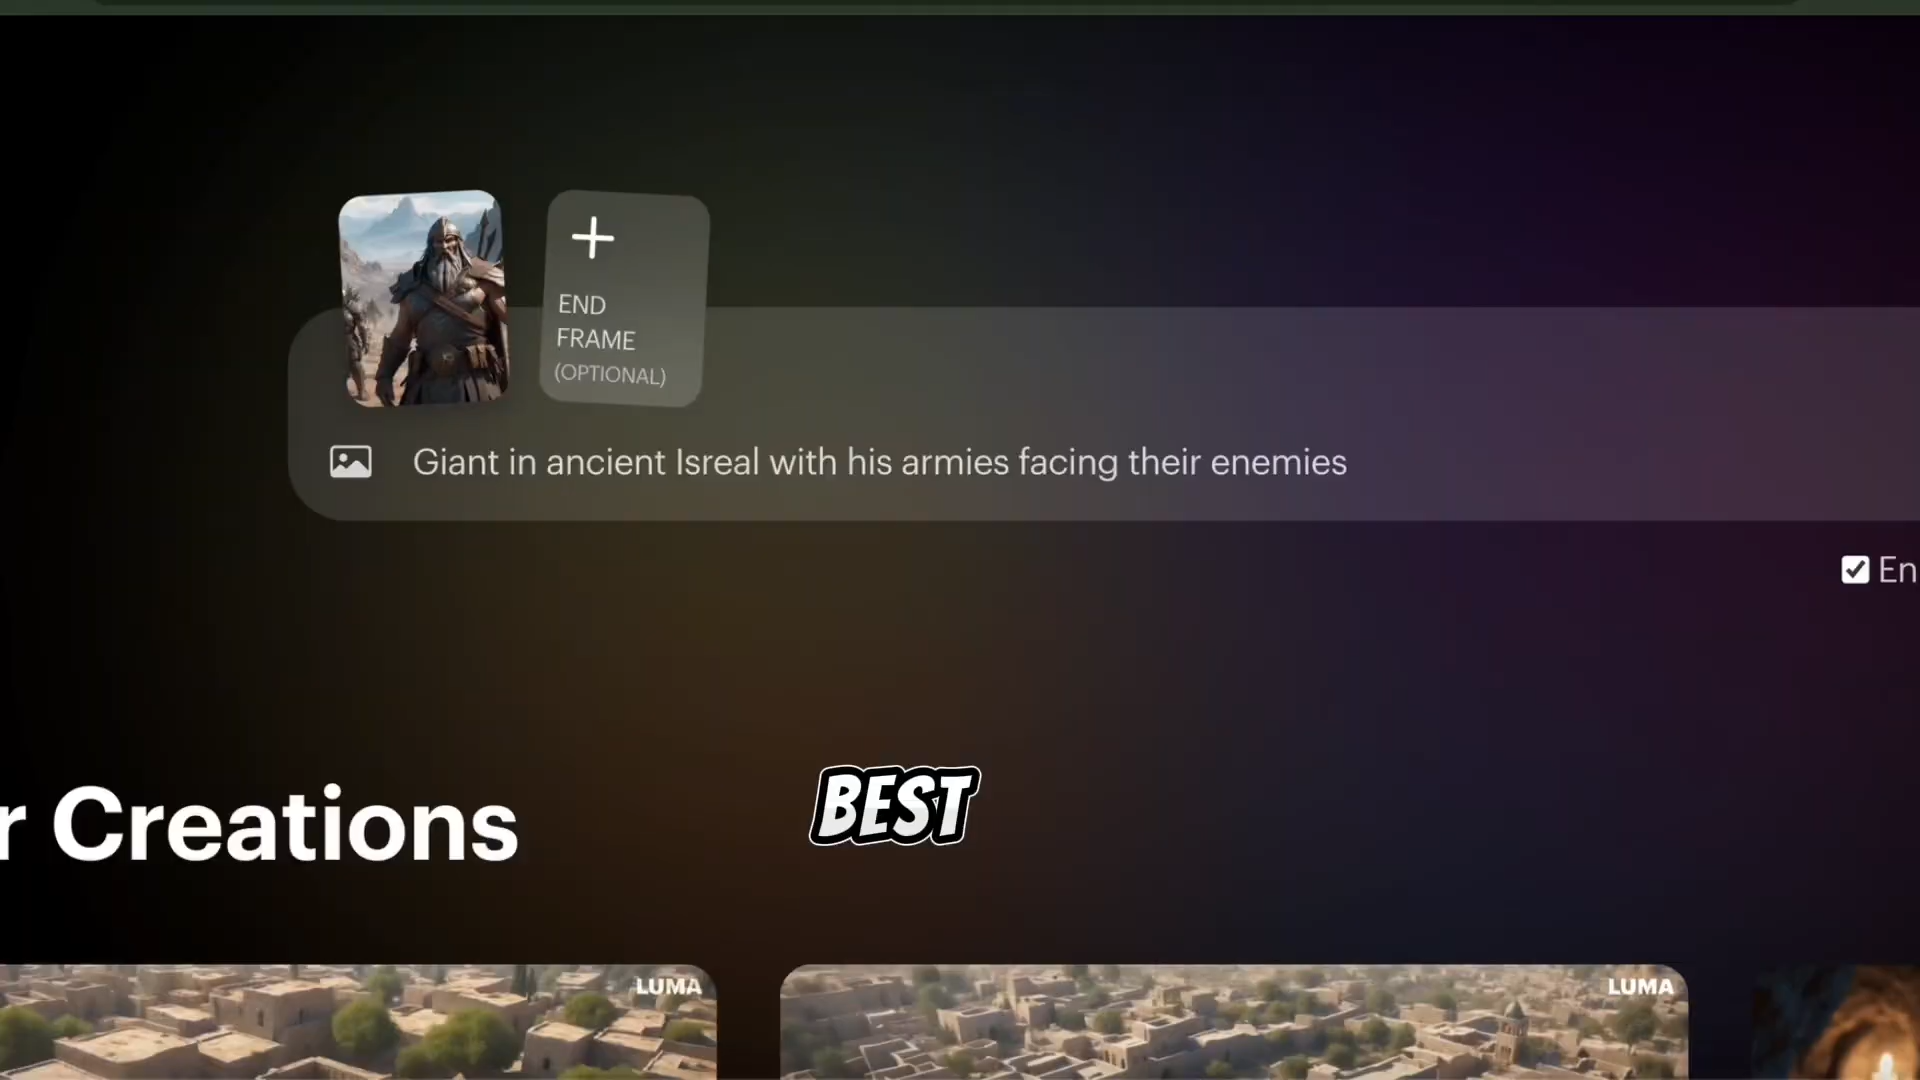 END
FRAME
(OPTIONAL)
Giant in ancient Isreal with his armies facing their enemies
En
r Creations
BEST
LUMA
LUMA